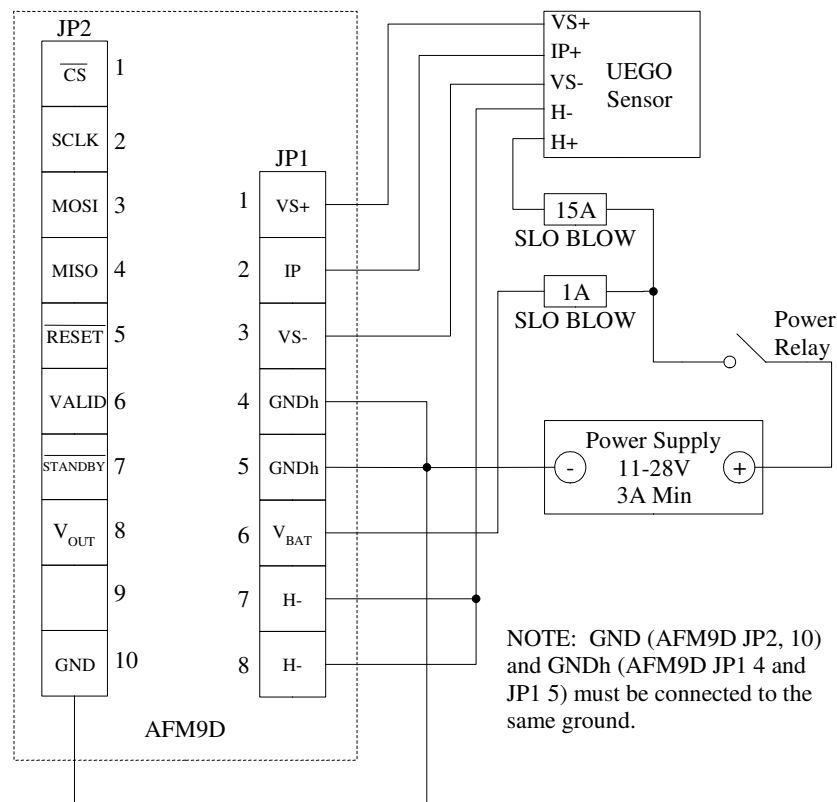 JP2
CS
1
SCLK
2
MOSI
3
MISO
4
RESET
5
VALID
6
STANDBY
7
VOUT
8
9
GND
10
JP1
1
VS+
2
IP
3
VS-
4
GNDh
5
GNDh
6
VBAT
7
H-
8
H-
AFM9D
VS+
IP+
VS-
H-
H+
UEGO
Sensor
15A
SLO BLOW
1A
SLO BLOW
Power
Relay
Power Supply
11-28V
3A Min
-
+
NOTE: GND (AFM9D JP2, 10)
and GNDh (AFM9D JP1 4 and
JP1 5) must be connected to the
same ground.